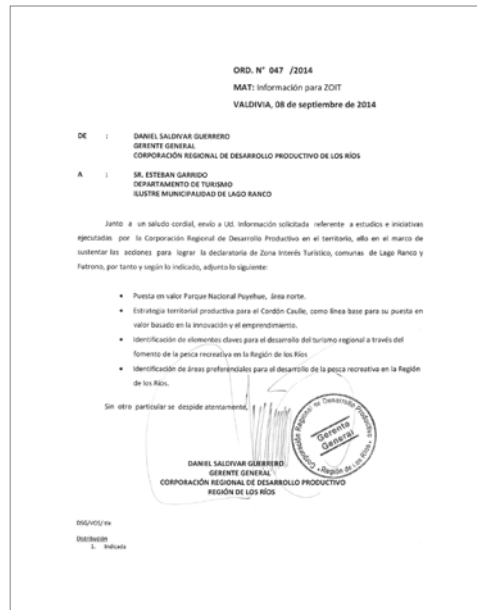 ORD. N° 047 /2014
MAT: Información para ZOIT
VALDIVIA, 08 de septiembre de 2014
DE : DANIEL SALDIVAR GUERRERO
GERENTE GENERAL
CORPORACIÓN REGIONAL DE DESARROLLO PRODUCTIVO DE LOS RÍOS
A : SR. ESTEBAN GARRIDO
DEPARTAMENTO DE TURISMO
ILUSTRE MUNICIPALIDAD DE LAGO RANCO
Junto a un saludo cordial, envío a Ud. Información solicitada referente a estudios e iniciativas
ejecutadas por la Corporación Regional de Desarrollo Productivo en el territorio, ello en el marco de
sustentar las acciones para lograr la declaratoria de Zona Interés Turístico, comunas de Lago Ranco y
Futrono, por tanto y según lo indicado, adjunto lo siguiente:
• Puesta en valor Parque Nacional Puyehue, área norte.
• Estrategia territorial productiva para el Cordón Caulle, como línea base para su puesta en
valor basado en la innovación y el emprendimiento.
• Identificación de elementos claves para el desarrollo del turismo regional a través del
fomento de la pesca recreativa en la Región de los Ríos
• Identificación de áreas preferenciales para el desarrollo de la pesca recreativa en la Región
de los Ríos.
Sin otro particular se despide atentamente,
Corporación Regional de Desarrollo Productivo
Gerente
General
• Región de Los Ríos •
DANIEL SALDIVAR GUERRERO
GERENTE GENERAL
CORPORACIÓN REGIONAL DE DESARROLLO PRODUCTIVO
REGIÓN DE LOS RÍOS
Distribución
1. Indicada